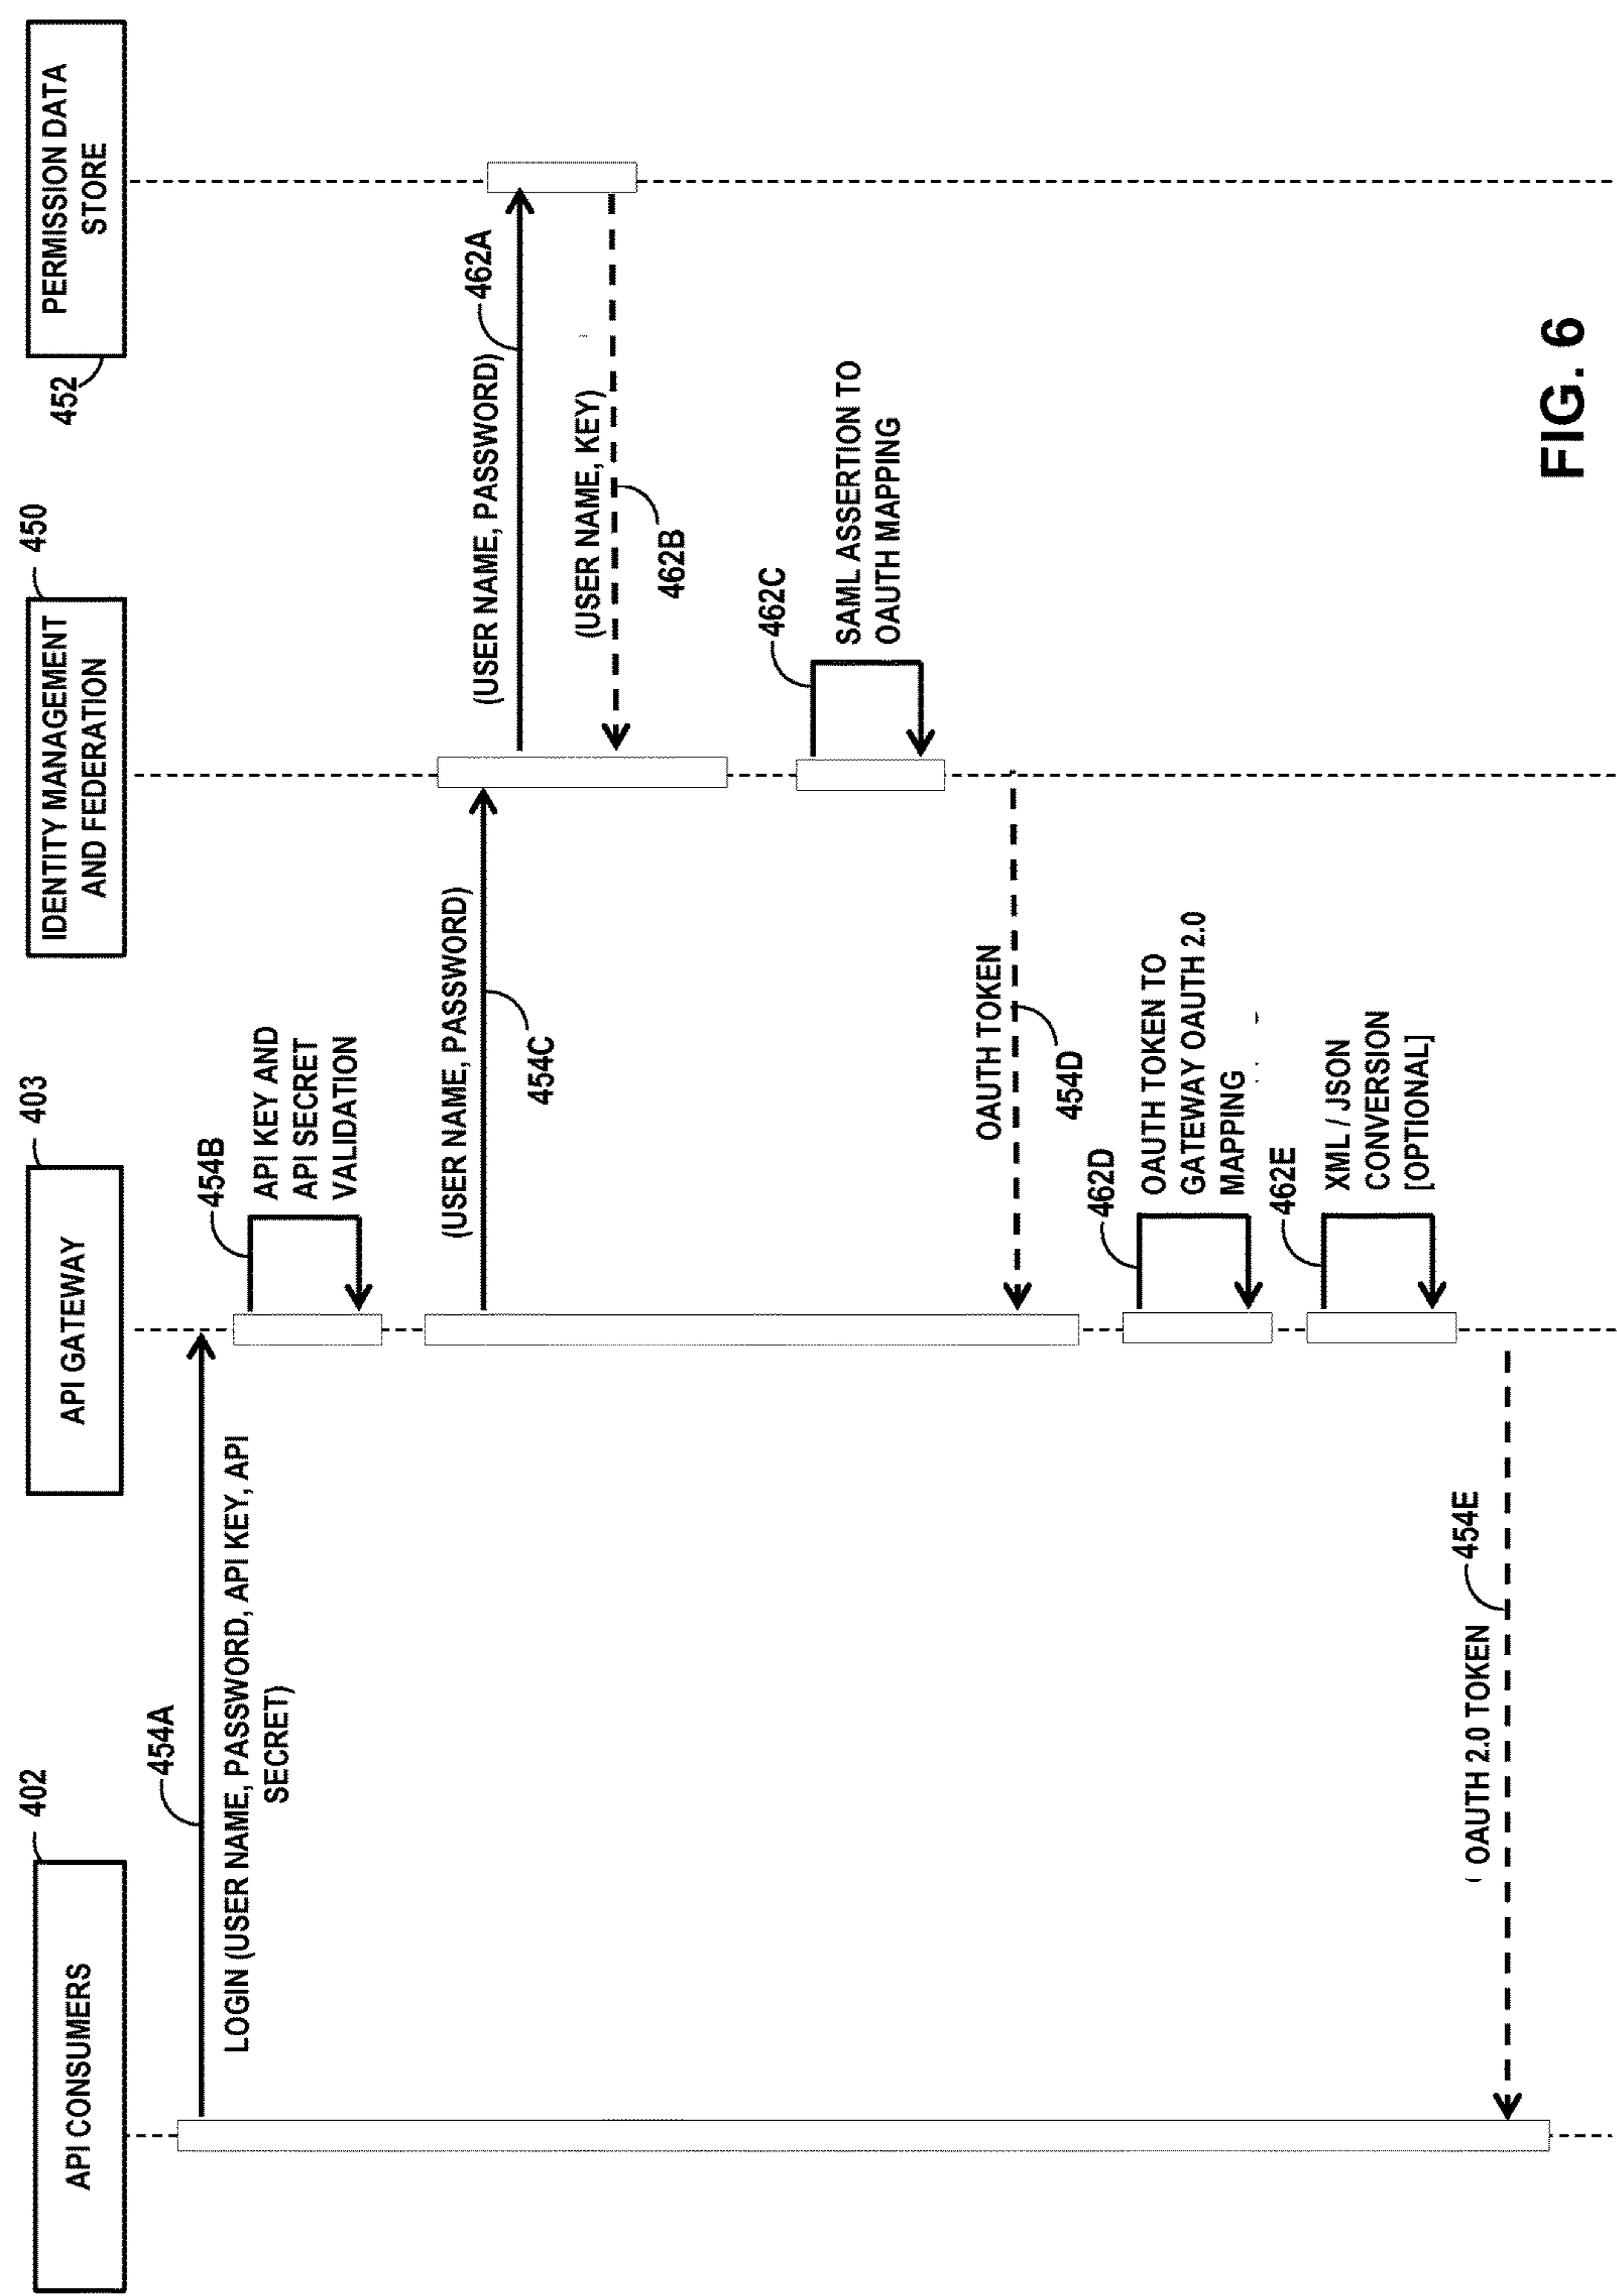 402
API CONSUMERS
403
API GATEWAY
450
IDENTITY MANAGEMENT
AND FEDERATION
452
PERMISSION DATA
STORE
454A
LOGIN (USER NAME, PASSWORD, API KEY, API
SECRET)
454B
API KEY AND
API SECRET
VALIDATION
(USER NAME, PASSWORD)
454C
(USER NAME, PASSWORD)
462A
(USER NAME, KEY)
462B
462C
SAML ASSERTION TO
OAUTH MAPPING
OAUTH TOKEN
454D
462D
OAUTH TOKEN TO
GATEWAY OAUTH 2.0
MAPPING
462E
XML / JSON
CONVERSION
[OPTIONAL]
454E
( OAUTH 2.0 TOKEN
FIG. 6